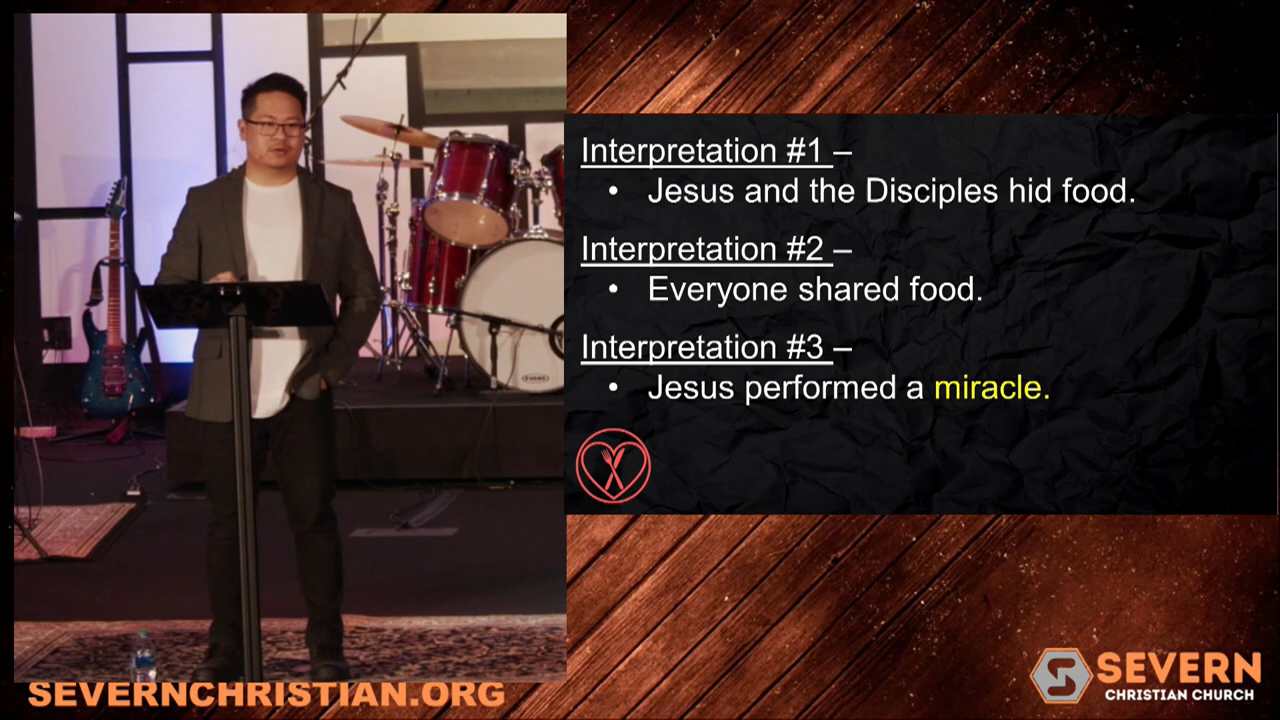 Interpretation #1 –
• Jesus and the Disciples hid food.
Interpretation #2 –
• Everyone shared food.
Interpretation #3 –
• Jesus performed a miracle.
SEVERNCHRISTIAN.ORG
SEVERN
CHRISTIAN CHURCH